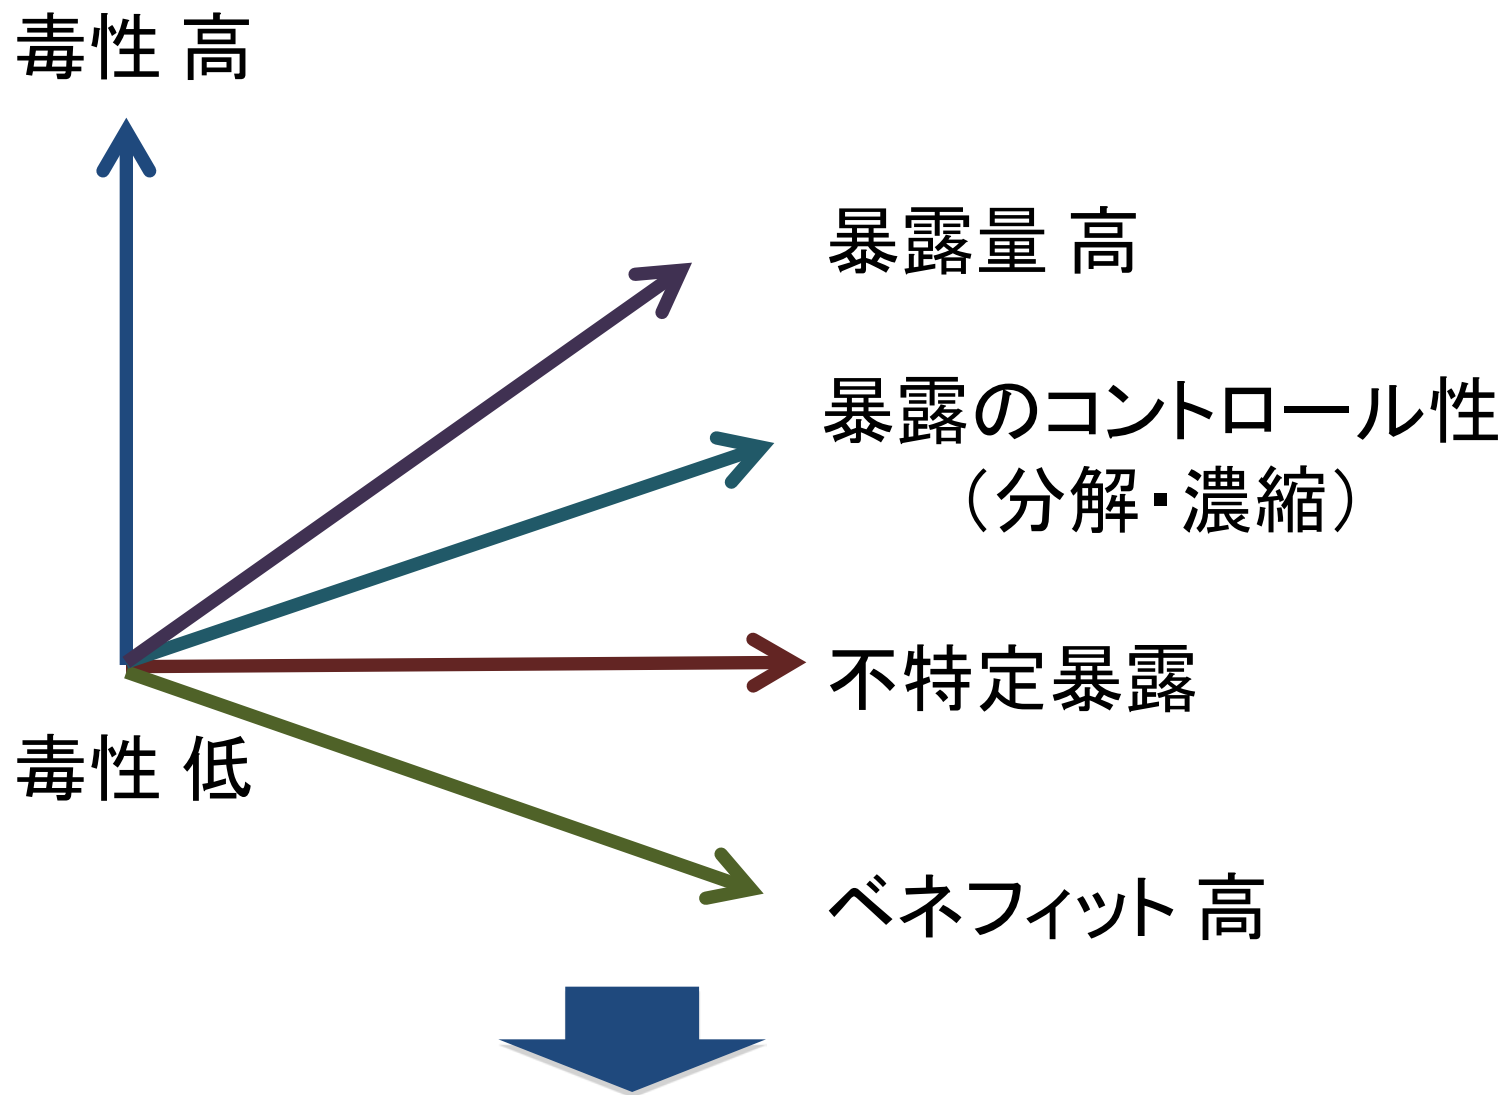 毒性 高
暴露量 高
暴露のコントロール性
（分解・濃縮）
不特定暴露
毒性 低
ベネフィット 高